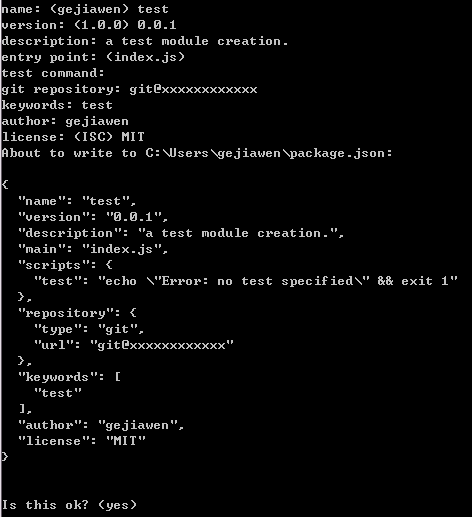 name: (gejiawen) test
version: (1.0.0) 0.0.1
description: a test module creation.
entry point: (index.js)
test command:
git repository: git@xxxxxxxxxxxx
keywords: test
author: gejiawen
license: (ISC) MIT
About to write to C:\Users\gejiawen\package.json:
{
"name": "test",
"version": "0.0.1",
"description": "a test module creation.",
"main": "index.js",
"scripts": {
"test": "echo \"Error: no test specified\" && exit 1"
},
"repository": {
"type": "git",
"url": "git@xxxxxxxxxxxx"
},
"keywords": [
"test"
],
"author": "gejiawen",
"license": "MIT"
}
Is this ok? (yes)